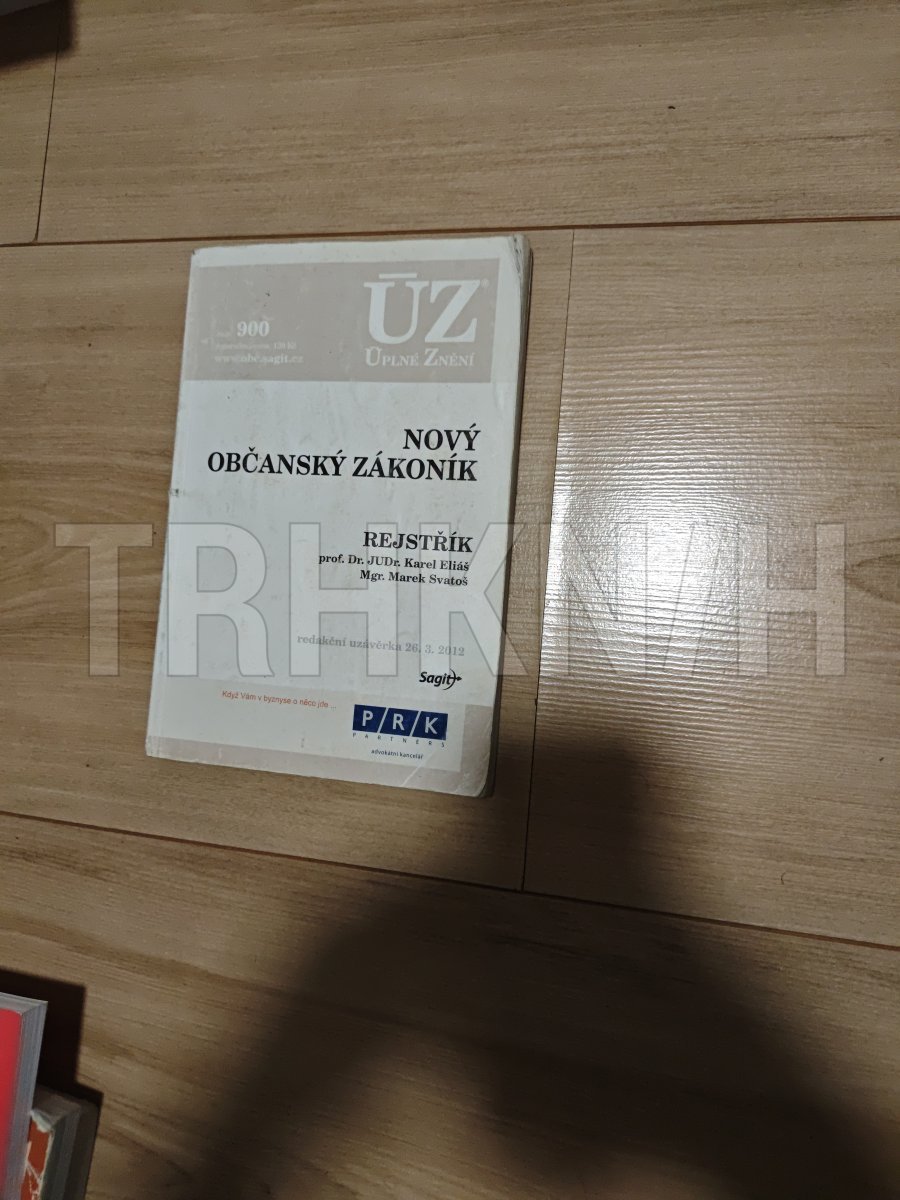 ÚZ
ÚPLNÉ ZNĚNÍ
900
www.obc.sagit.cz
NOVÝ
OBČANSKÝ ZÁKONÍK
REJSTŘÍK
prof. Dr. JUDr. Karel Eliáš
Mgr. Marek Svatoš
redakční uzávěrka 26. 3. 2012
Sagit
Když Vám v byznyse o něco jde ...
PRK
PARTNERS
advokátní kancelář
TRHKNIH